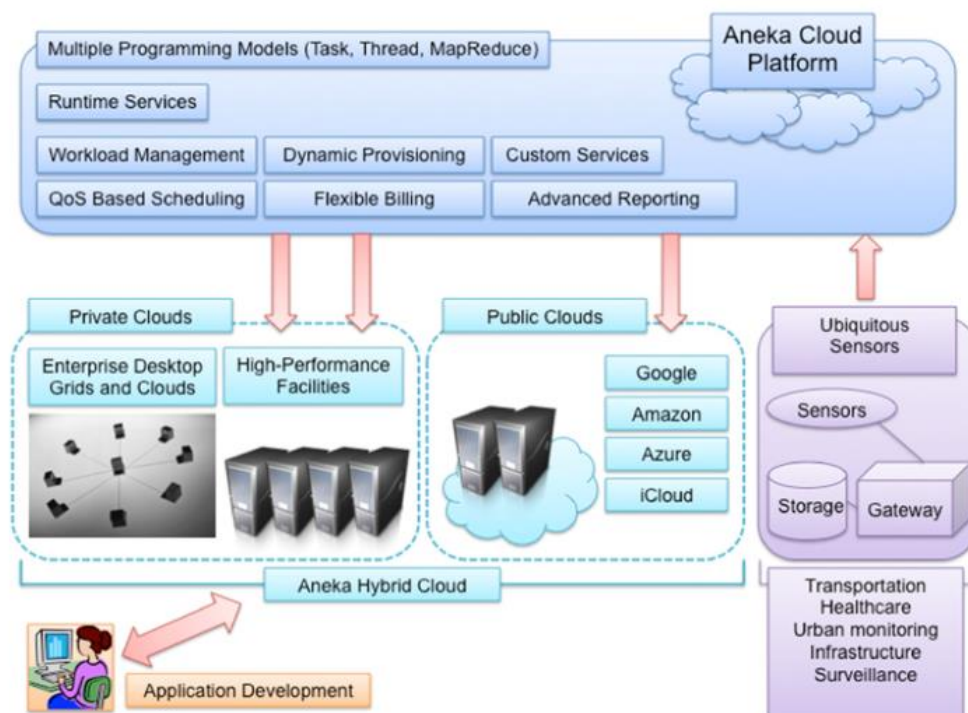 Multiple Programming Models (Task, Thread, MapReduce)
Aneka Cloud
Platform
Runtime Services
Workload Management
Dynamic Provisioning
Custom Services
QoS Based Scheduling
Flexible Billing
Advanced Reporting
Private Clouds
Enterprise Desktop
Grids and Clouds
High-Performance
Facilities
Public Clouds
Google
Amazon
Azure
iCloud
Aneka Hybrid Cloud
Ubiquitous
Sensors
Sensors
Storage
Gateway
Transportation
Healthcare
Urban monitoring
Infrastructure
Surveillance
Application Development